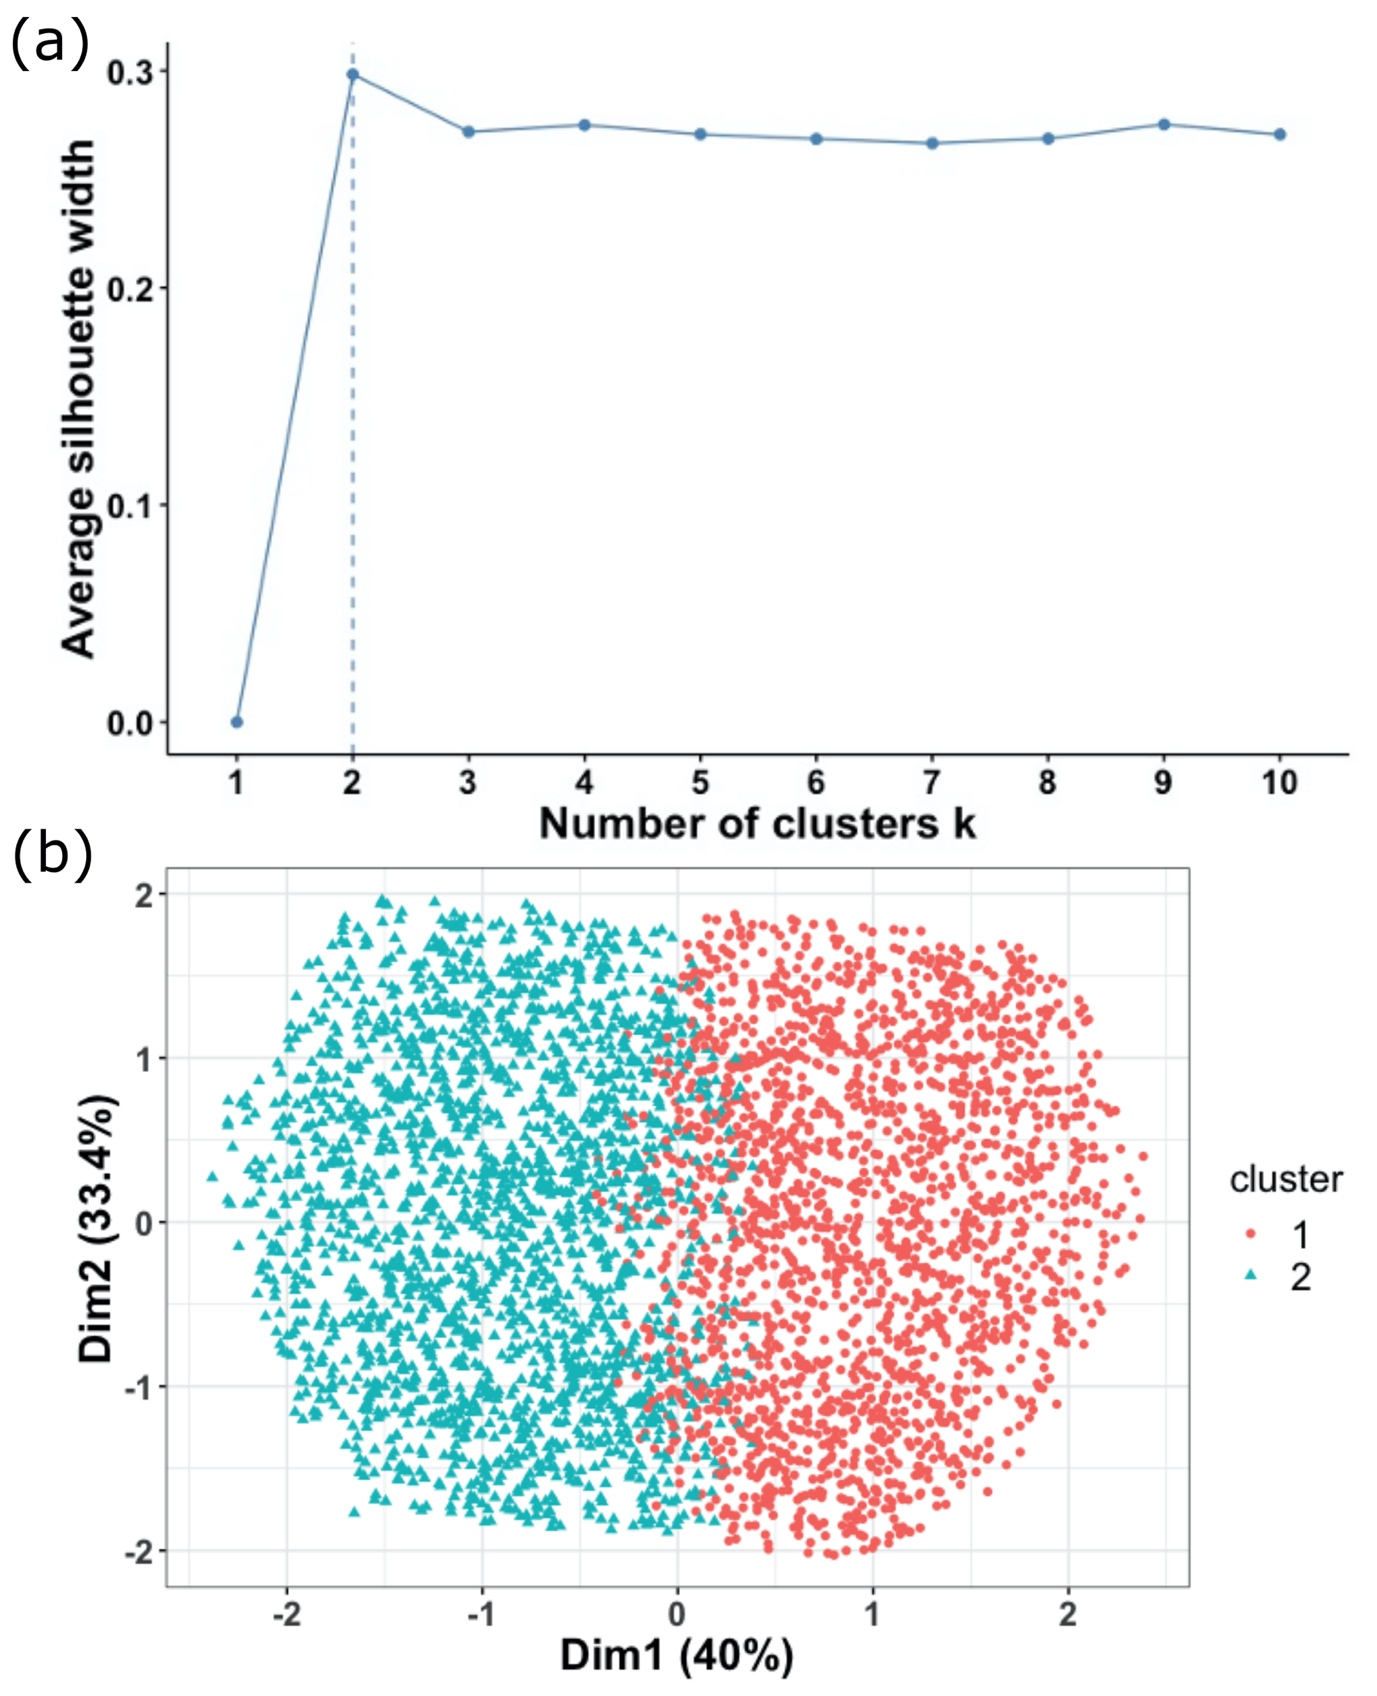 (a)
Average silhouette width
0.3
0.2
0.1
0.0
1 2 3 4 5 6 7 8 9 10
Number of clusters k
(b)
Dim2 (33.4%)
2
1
0
-1
-2
-2 -1 0 1 2
Dim1 (40%)
cluster
1
2